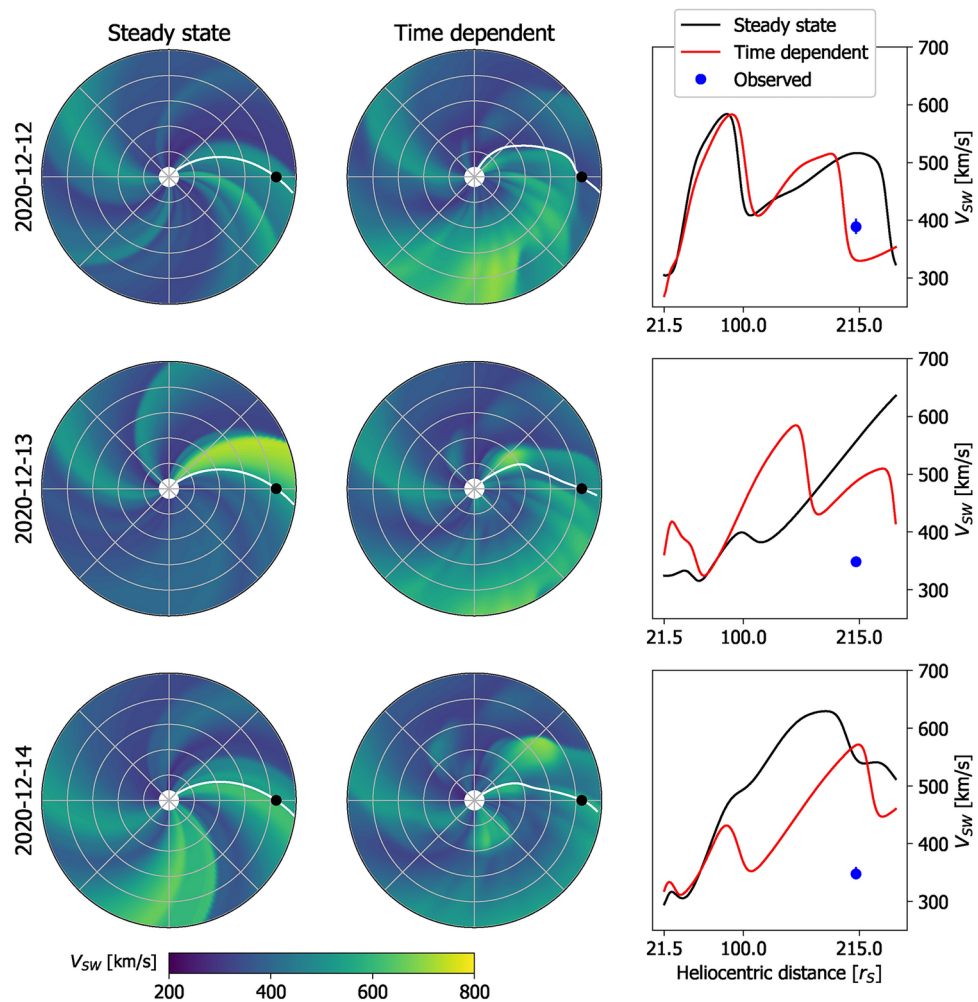 Steady state
Time dependent
Steady state
Time dependent
Observed
2020-12-12
700
600
500
400
300
V_SW [km/s]
21.5 100.0 215.0
2020-12-13
700
600
500
400
300
V_SW [km/s]
21.5 100.0 215.0
2020-12-14
700
600
500
400
300
V_SW [km/s]
21.5 100.0 215.0
Heliocentric distance [r_S]
V_SW [km/s]
200 400 600 800